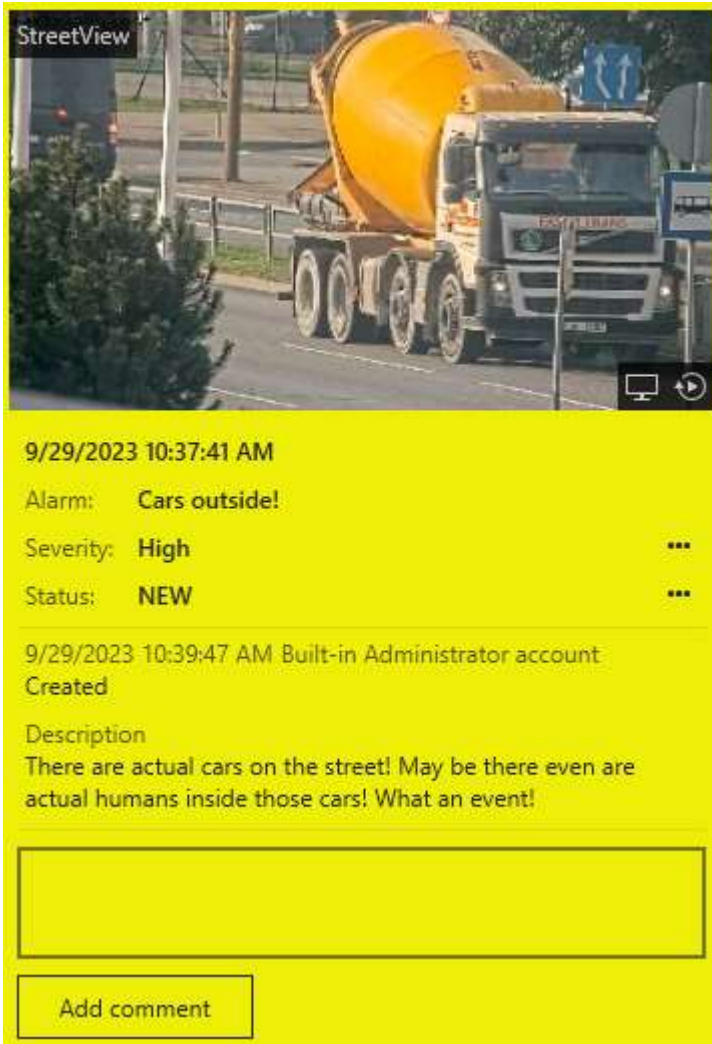 StreetView
9/29/2023 10:37:41 AM
Alarm: Cars outside!
Severity: High
Status: NEW
9/29/2023 10:39:47 AM Built-in Administrator account
Created
Description
There are actual cars on the street! May be there even are
actual humans inside those cars! What an event!
Add comment